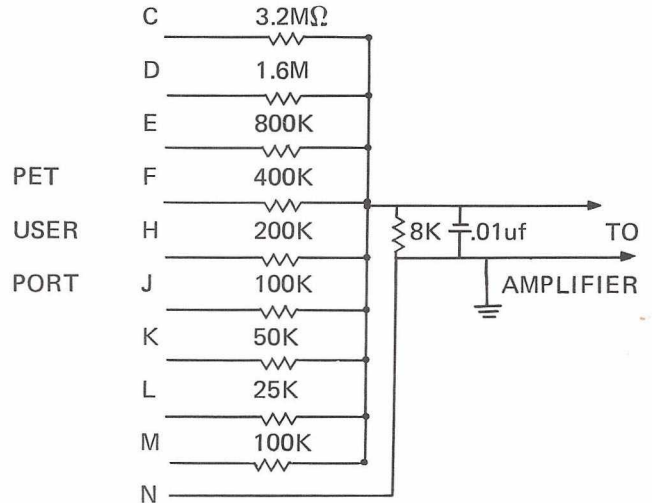 C 3.2MΩ
D 1.6M
E 800K
PET F 400K
USER H 200K 8K .01uf TO
PORT J 100K AMPLIFIER
K 50K
L 25K
M 100K
N